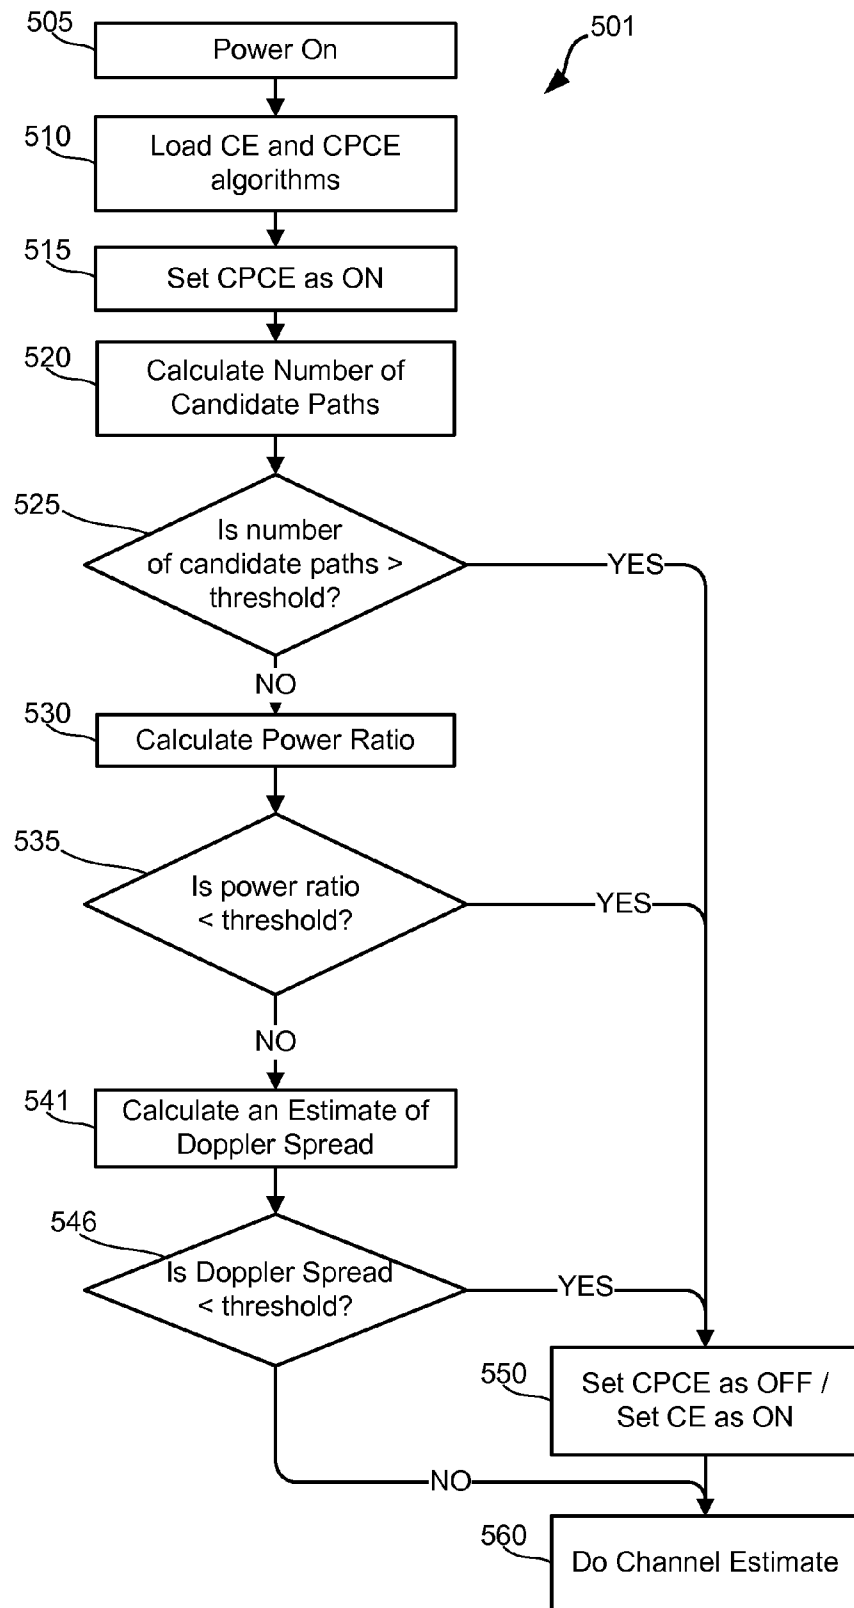 505
Power On
501
510
Load CE and CPCE
algorithms
515
Set CPCE as ON
520
Calculate Number of
Candidate Paths
525
Is number
of candidate paths >
threshold?
YES
NO
530
Calculate Power Ratio
535
Is power ratio
< threshold?
YES
NO
541
Calculate an Estimate of
Doppler Spread
546
Is Doppler Spread
< threshold?
YES
550
Set CPCE as OFF /
Set CE as ON
NO
560
Do Channel Estimate